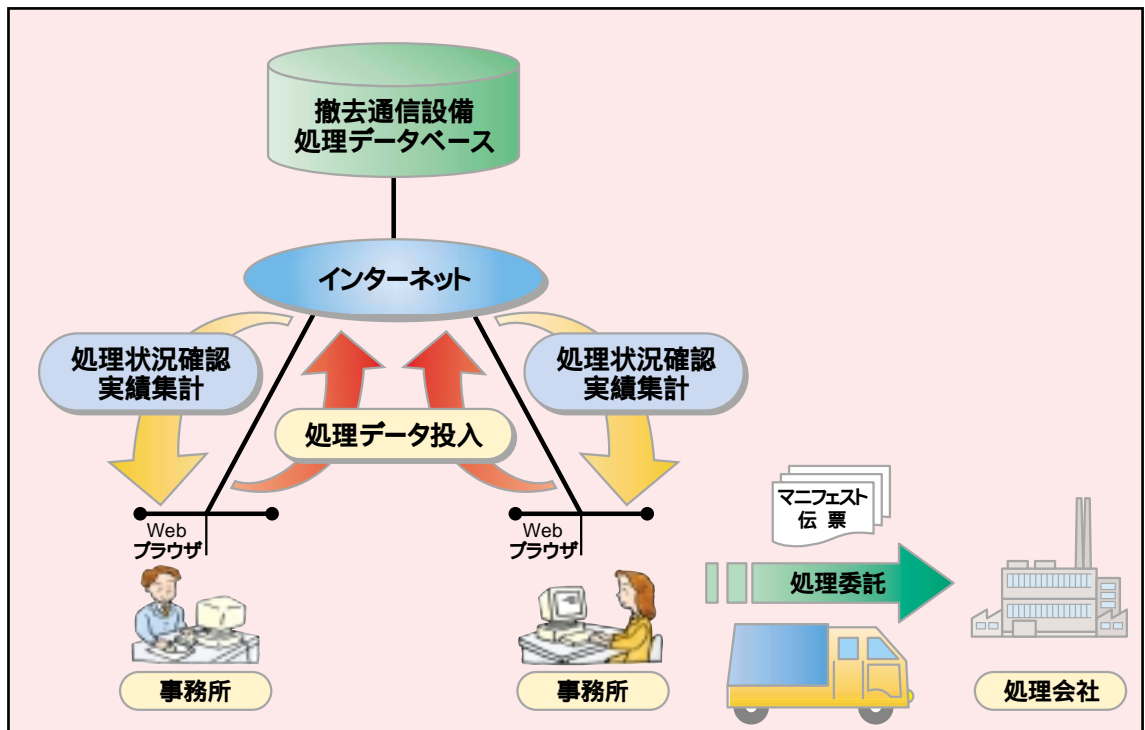 撤去通信設備
処理データベース
インターネット
処理状況確認
実績集計
処理状況確認
実績集計
処理データ投入
Web
ブラウザ
Web
ブラウザ
マニフェスト
伝 票
処理委託
事務所
事務所
処理会社